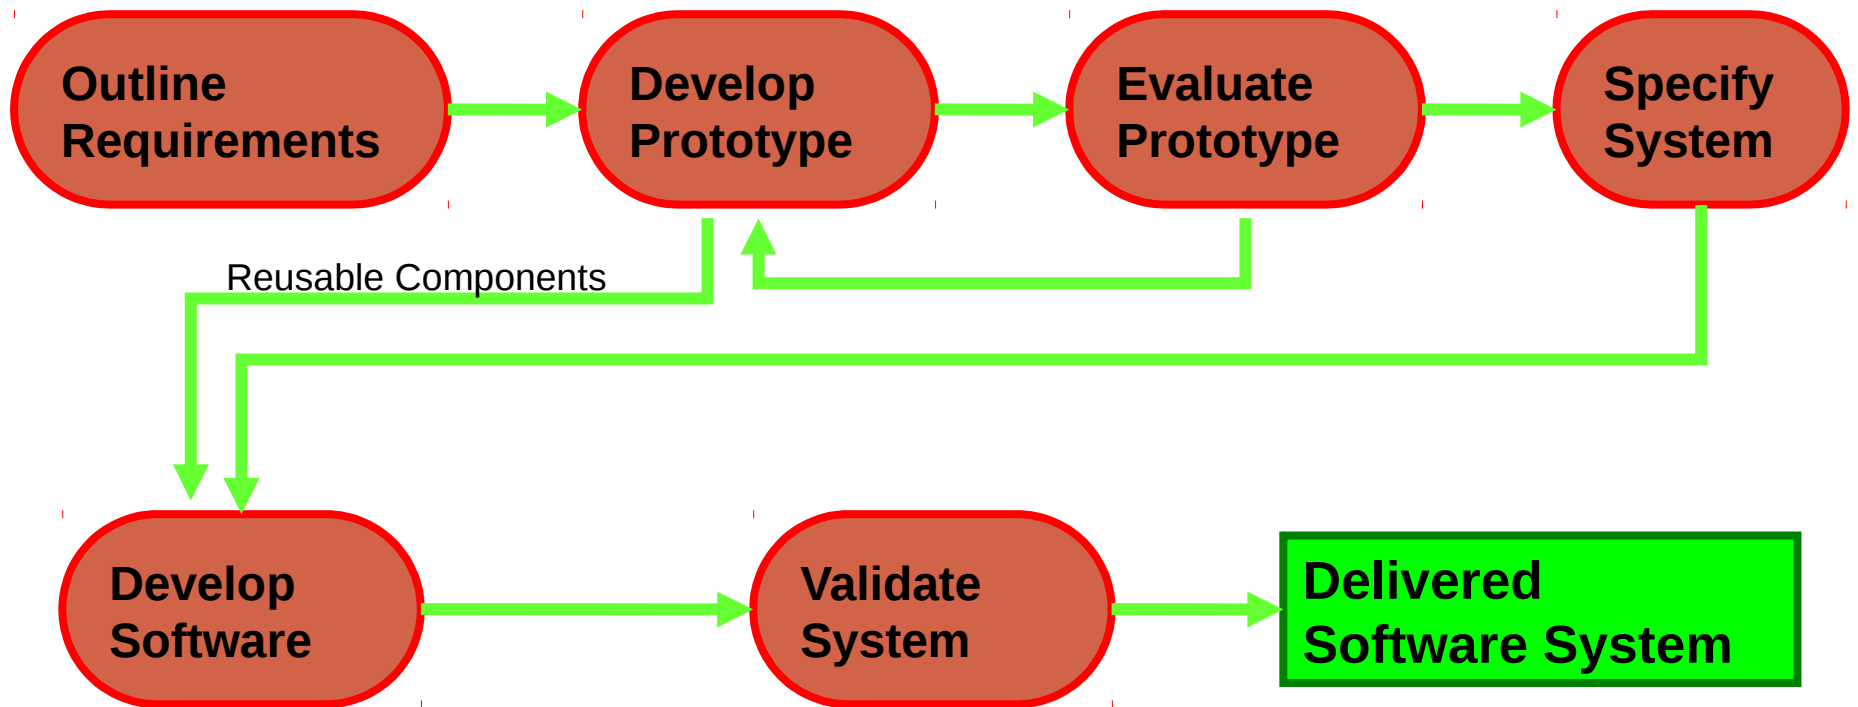 Outline
Requirements
Develop
Prototype
Evaluate
Prototype
Specify
System
Reusable Components
Develop
Software
Validate
System
Delivered
Software System